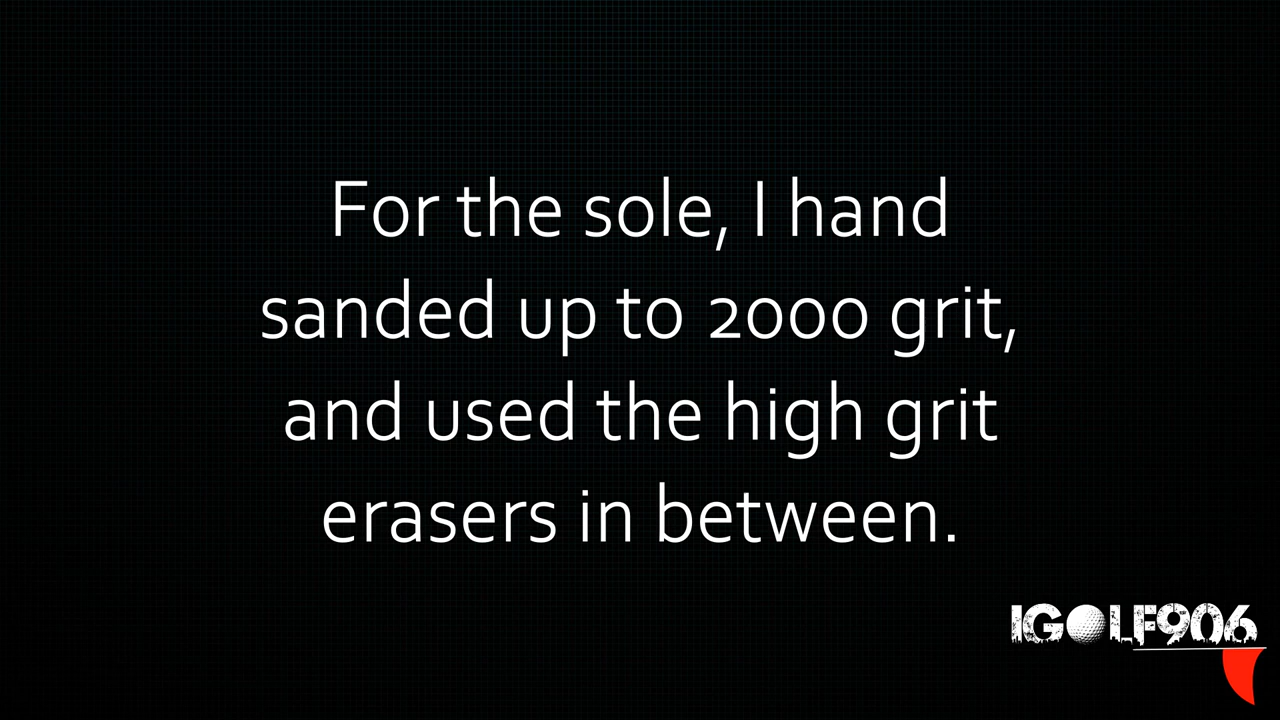 For the sole, I hand
sanded up to 2000 grit,
and used the high grit
erasers in between.
IGOLF906